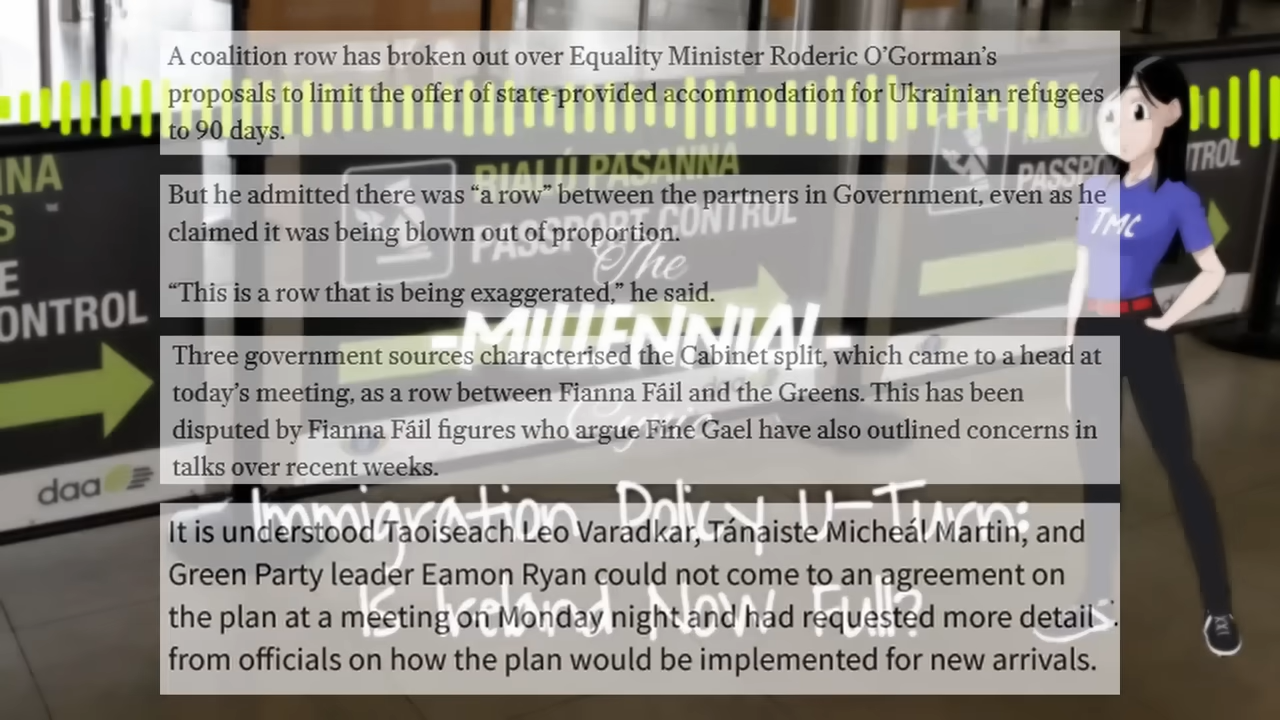 A coalition row has broken out over Equality Minister Roderic O’Gorman’s
proposals to limit the offer of state-provided accommodation for Ukrainian refugees
to 90 days.
But he admitted there was “a row” between the partners in Government, even as he
claimed it was being blown out of proportion.
“This is a row that is being exaggerated,” he said.
Three government sources characterised the Cabinet split, which came to a head at
today’s meeting, as a row between Fianna Fáil and the Greens. This has been
disputed by Fianna Fáil figures who argue Fine Gael have also outlined concerns in
talks over recent weeks.
It is understood Taoiseach Leo Varadkar, Tánaiste Micheál Martin, and
Green Party leader Eamon Ryan could not come to an agreement on
the plan at a meeting on Monday night and had requested more detail
from officials on how the plan would be implemented for new arrivals.
The
-MILLENNIAL-
Cynic
Immigration Policy U-Turn:
Is Ireland Now Full?
TMC
RIALÚ PASANNA
PASSPORT CONTROL
PASSPO
TROL
NNA
S
E
ONTROL
daa